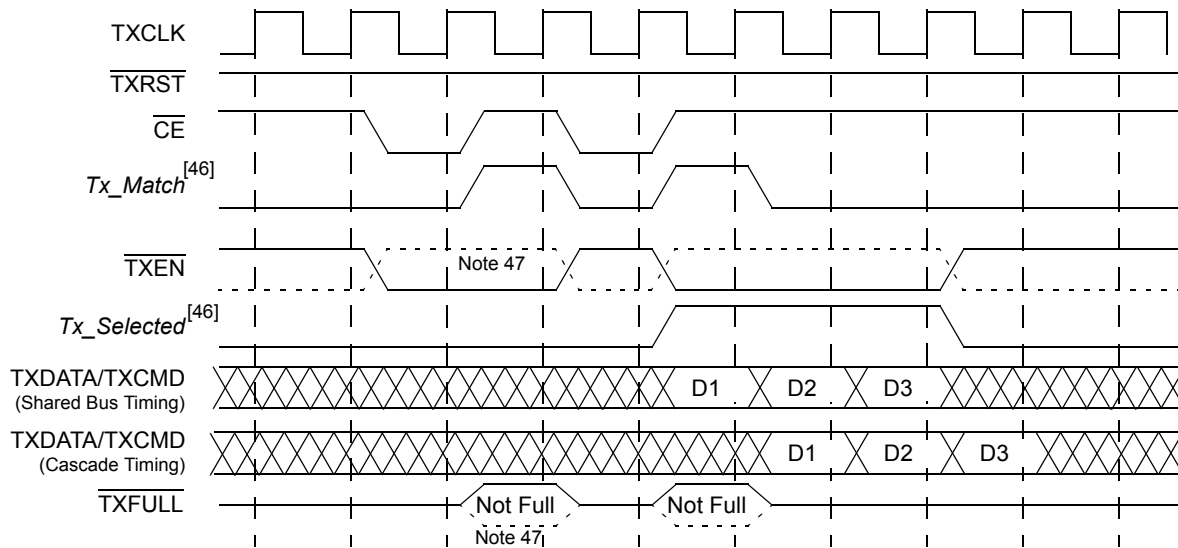 TXCLK
TXRST
CE
Tx_Match[46]
TXEN
Note 47
Tx_Selected[46]
TXDATA/TXCMD
(Shared Bus Timing)
D1 D2 D3
TXDATA/TXCMD
(Cascade Timing)
D1 D2 D3
TXFULL
Not Full Not Full
Note 47